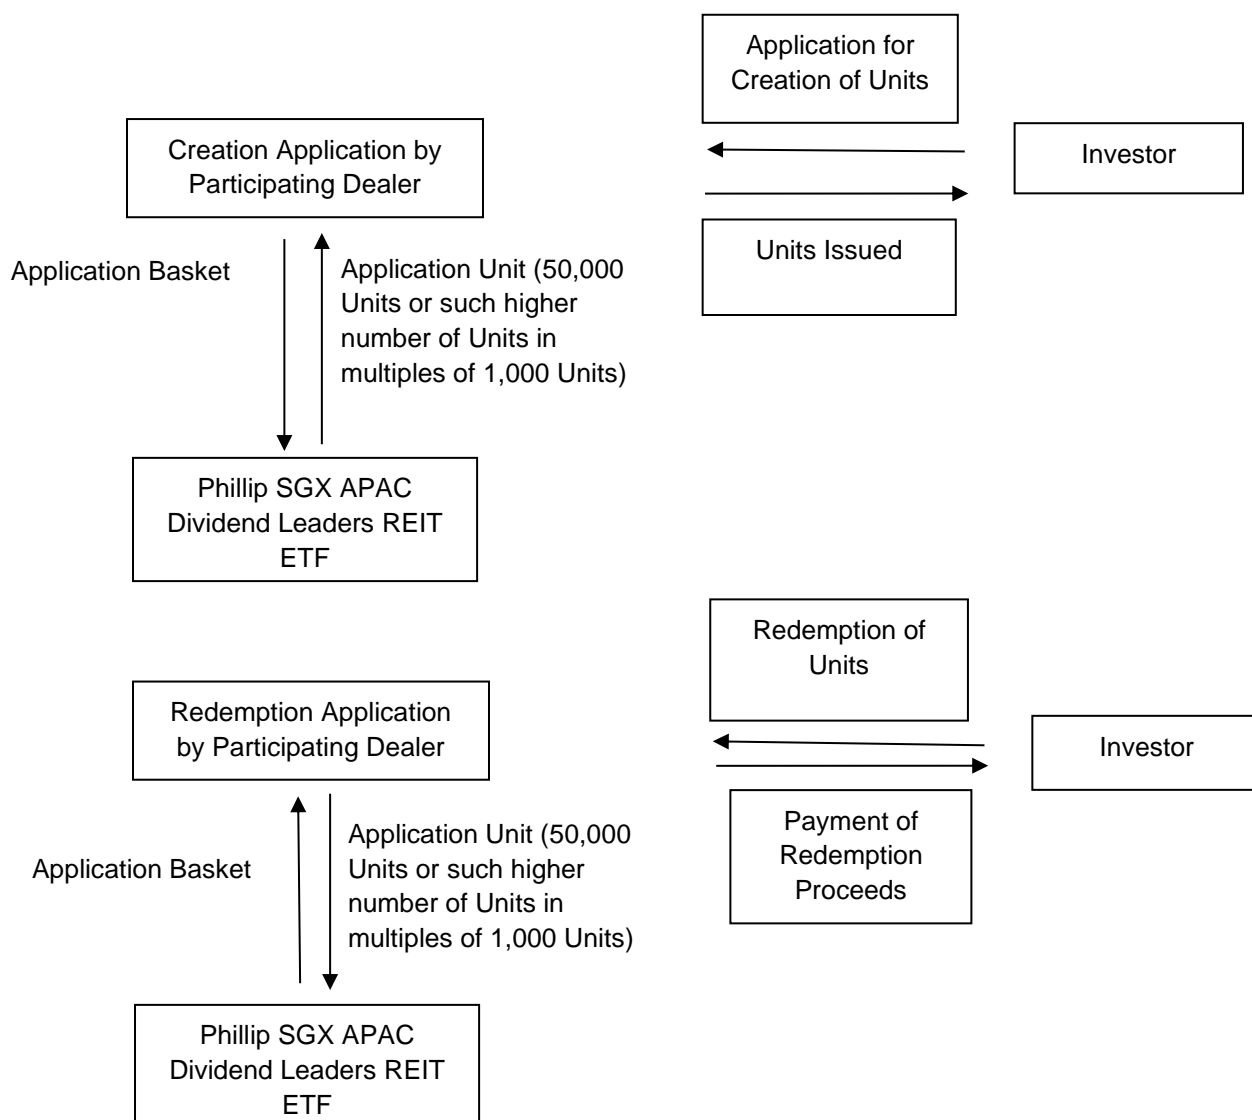 Application for
Creation of Units
Creation Application by
Participating Dealer
Investor
Units Issued
Application Basket
Application Unit (50,000
Units or such higher
number of Units in
multiples of 1,000 Units)
Phillip SGX APAC
Dividend Leaders REIT
ETF
Redemption of
Units
Redemption Application
by Participating Dealer
Investor
Payment of
Redemption
Proceeds
Application Basket
Application Unit (50,000
Units or such higher
number of Units in
multiples of 1,000 Units)
Phillip SGX APAC
Dividend Leaders REIT
ETF